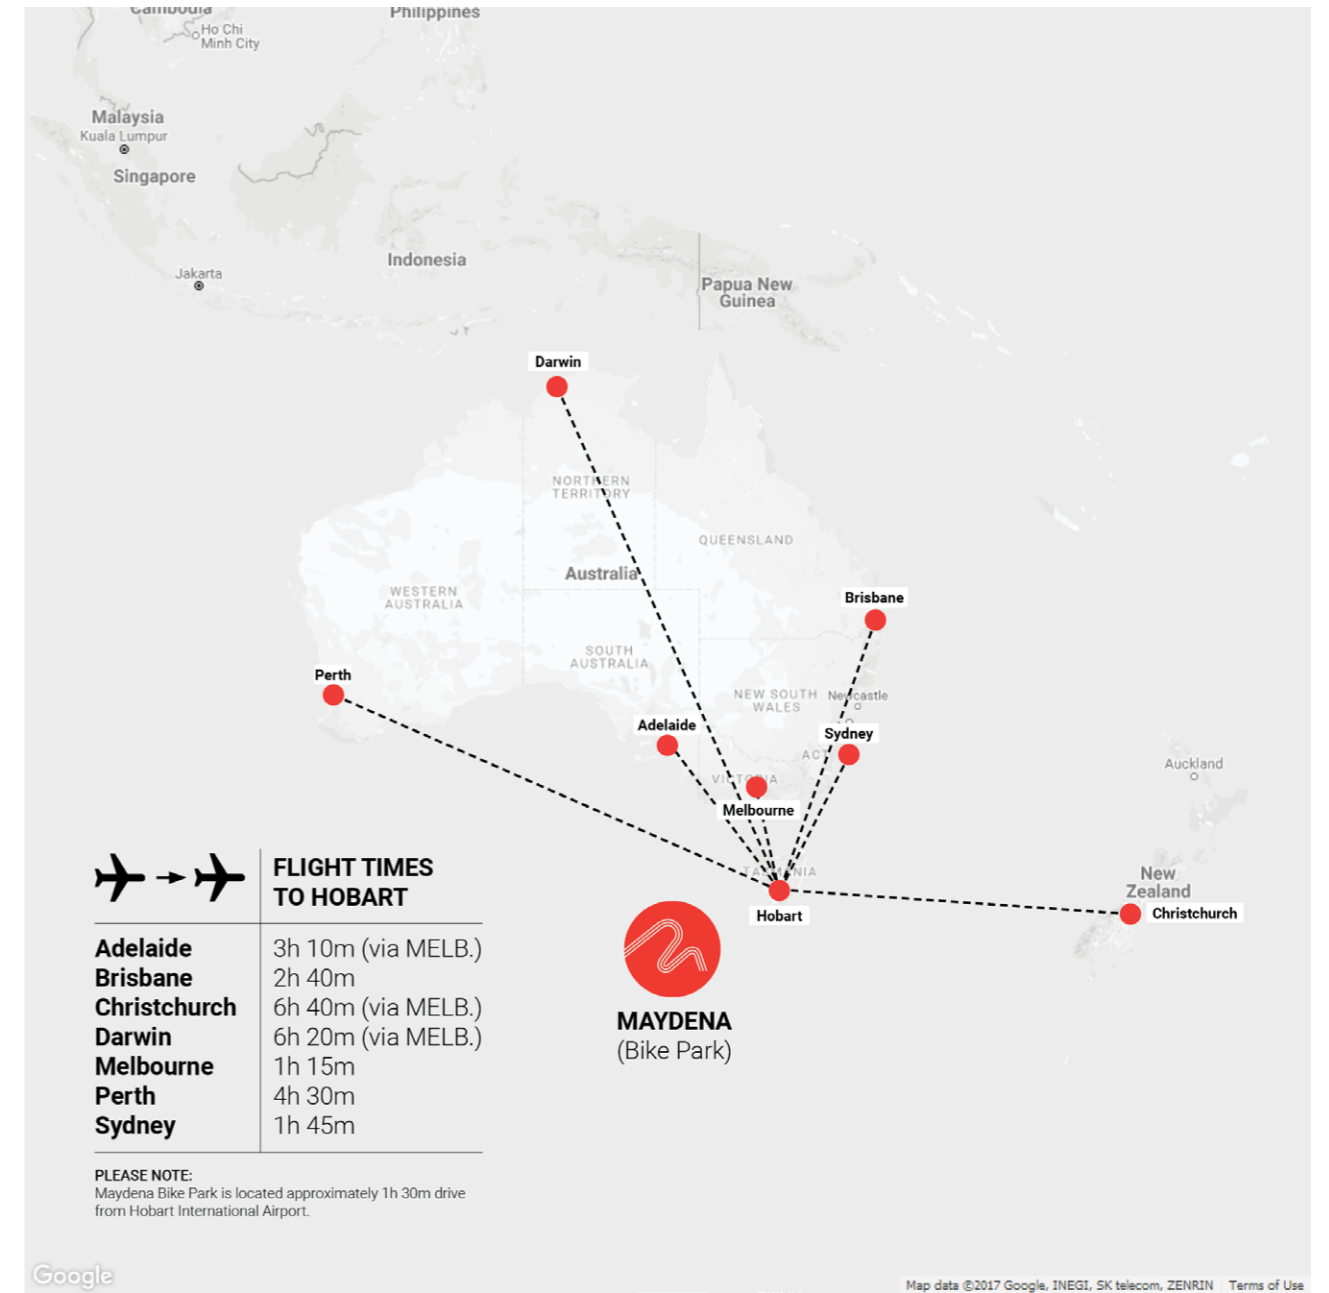 Cambodia
Philippines
Ho Chi
Minh City
Malaysia
Kuala Lumpur
Singapore
Indonesia
Jakarta
Papua New
Guinea
Darwin
NORTHERN
TERRITORY
QUEENSLAND
Australia
WESTERN
AUSTRALIA
Brisbane
SOUTH
AUSTRALIA
Perth
NEW SOUTH
WALES
Newcastle
Adelaide
Sydney
ACT
Auckland
VICTORIA
Melbourne
TASMANIA
New
Zealand
Hobart
Christchurch
FLIGHT TIMES
TO HOBART
Adelaide 3h 10m (via MELB.)
Brisbane 2h 40m
Christchurch 6h 40m (via MELB.)
Darwin 6h 20m (via MELB.)
Melbourne 1h 15m
Perth 4h 30m
Sydney 1h 45m
MAYDENA
(Bike Park)
PLEASE NOTE:
Maydena Bike Park is located approximately 1h 30m drive
from Hobart International Airport.
Google
Map data ©2017 Google, INEGI, SK telecom, ZENRIN Terms of Use